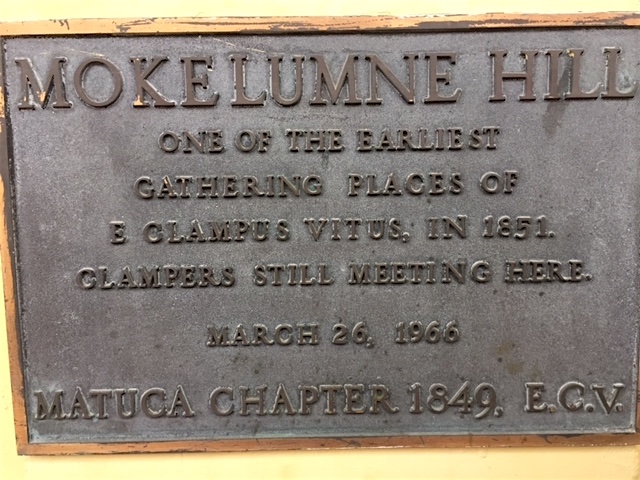 MOKELUMNE HILL
ONE OF THE EARLIEST
GATHERING PLACES OF
E CLAMPUS VITUS, IN 1851.
CLAMPERS STILL MEETING HERE.
MARCH 26, 1966
MATUCA CHAPTER 1849, E.C.V.